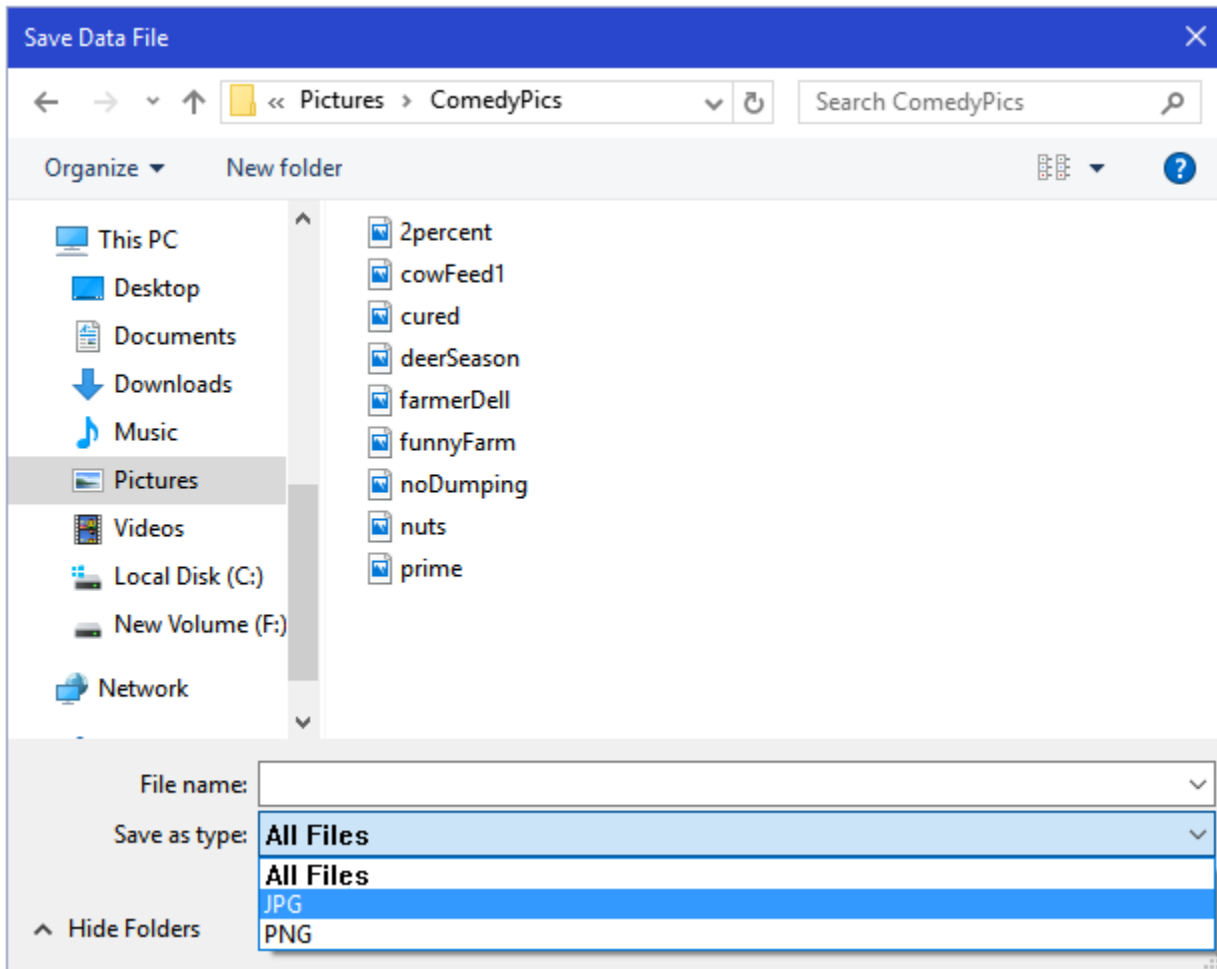 Save Data File
« Pictures › ComedyPics
Search ComedyPics
Organize
New folder
?
This PC
Desktop
Documents
Downloads
Music
Pictures
Videos
Local Disk (C:)
New Volume (F:)
Network
2percent
cowFeed1
cured
deerSeason
farmerDell
funnyFarm
noDumping
nuts
prime
File name:
Save as type: All Files
All Files
JPG
PNG
Hide Folders